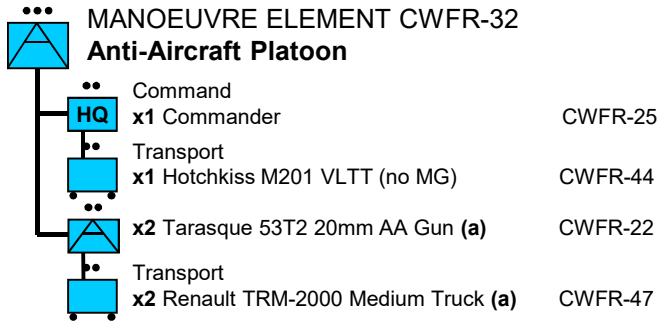 MANOEUVRE ELEMENT CWFR-32
Anti-Aircraft Platoon
Command
HQ x1 Commander CWFR-25
Transport
x1 Hotchkiss M201 VLTT (no MG) CWFR-44
x2 Tarasque 53T2 20mm AA Gun (a) CWFR-22
Transport
x2 Renault TRM-2000 Medium Truck (a) CWFR-47